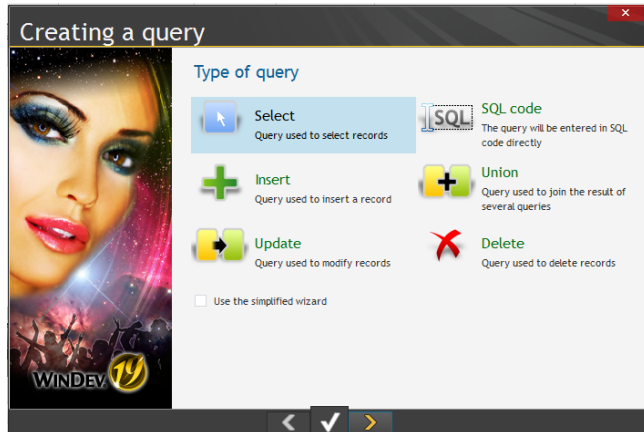 Creating a query
Type of query
Select
Query used to select records
SQL
SQL code
The query will be entered in SQL
code directly
Insert
Query used to insert a record
Union
Query used to join the result of
several queries
Update
Query used to modify records
Delete
Query used to delete records
Use the simplified wizard
WINDEV. 19